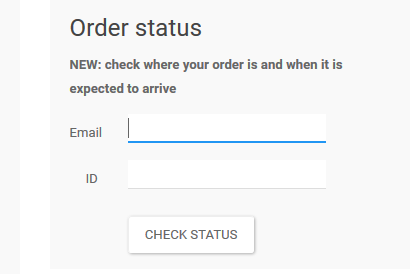 Order status
NEW: check where your order is and when it is
expected to arrive
Email
ID
CHECK STATUS